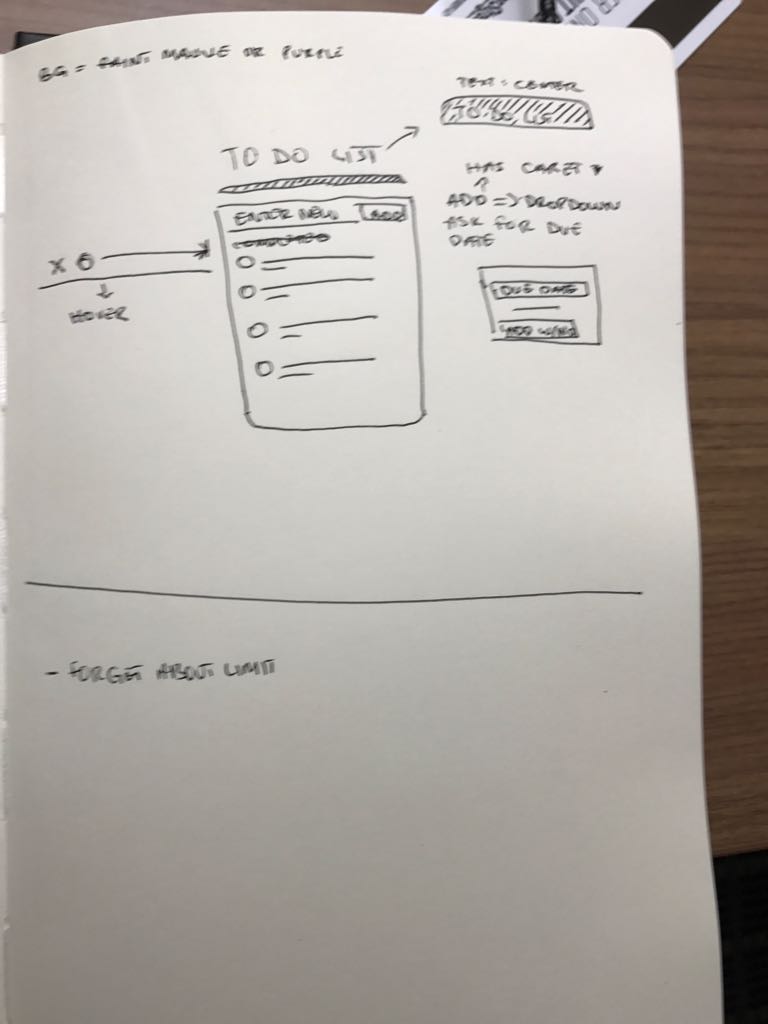 BG = FAINT MAUVE OR PURPLE
TEXT = CENTER
TO DO LIST
TO DO LIST
HAS CARET
ADD => DROPDOWN
ASK FOR DUE
DATE
ENTER NEW ADD
COMPLETED
X
HOVER
DUE DATE
ADD
- FORGET ABOUT LIMIT